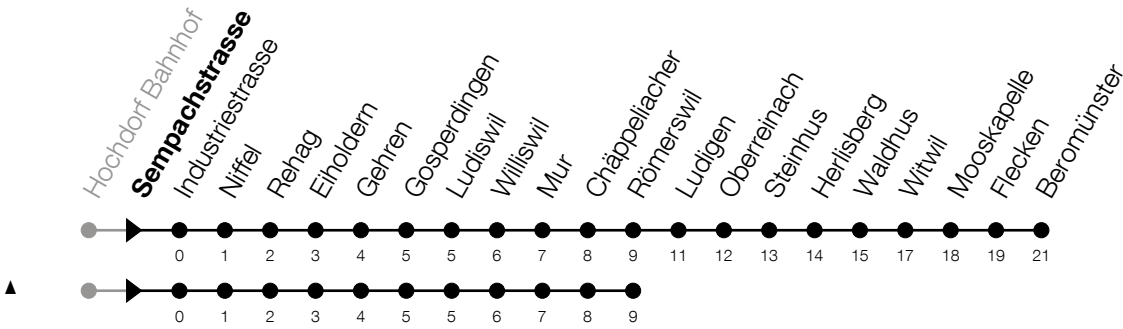 Hochdorf Bahnhof
Sempachstrasse
Industriestrasse
Niffel
Rehag
Eiholdern
Gehren
Gosperdingen
Ludiswil
Williswil
Mur
Chäppeliacher
Römerswil
Ludigen
Oberreinach
Steinhus
Herlisberg
Waldhus
Witwil
Mooskapelle
Flecken
Beromünster
0 1 2 3 4 5 5 6 7 8 9 11 12 13 14 15 17 18 19 21
0 1 2 3 4 5 5 6 7 8 9